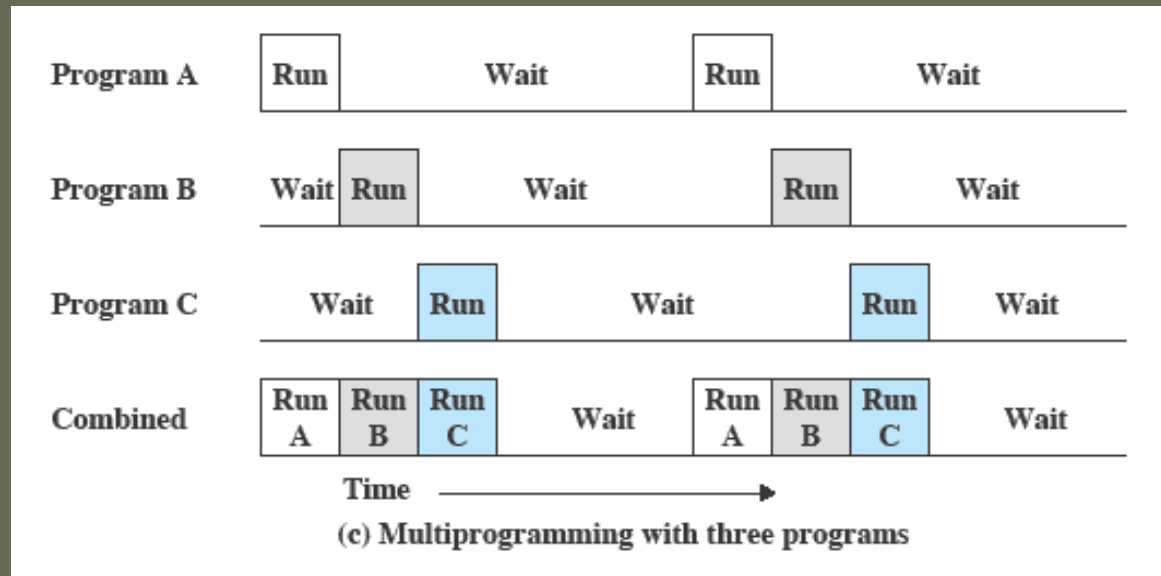 Program A Run Wait Run Wait
Program B Wait Run Wait Run Wait
Program C Wait Run Wait Run Wait
Combined Run A Run B Run C Wait Run A Run B Run C Wait
Time
(c) Multiprogramming with three programs